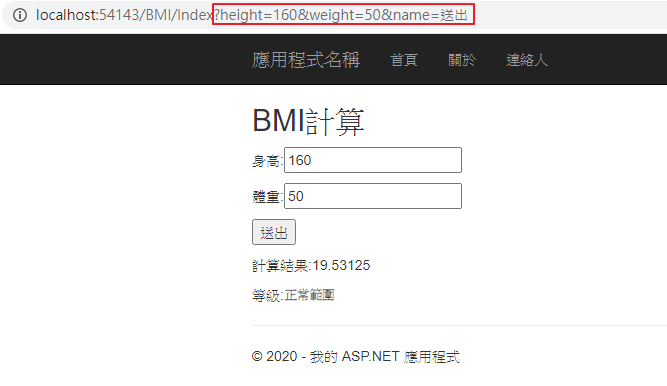 localhost:54143/BMI/Index?height=160&weight=50&name=送出
應用程式名稱 首頁 關於 連絡人
BMI計算
身高:160
體重:50
送出
計算結果:19.53125
等級:正常範圍
© 2020 - 我的 ASP.NET 應用程式